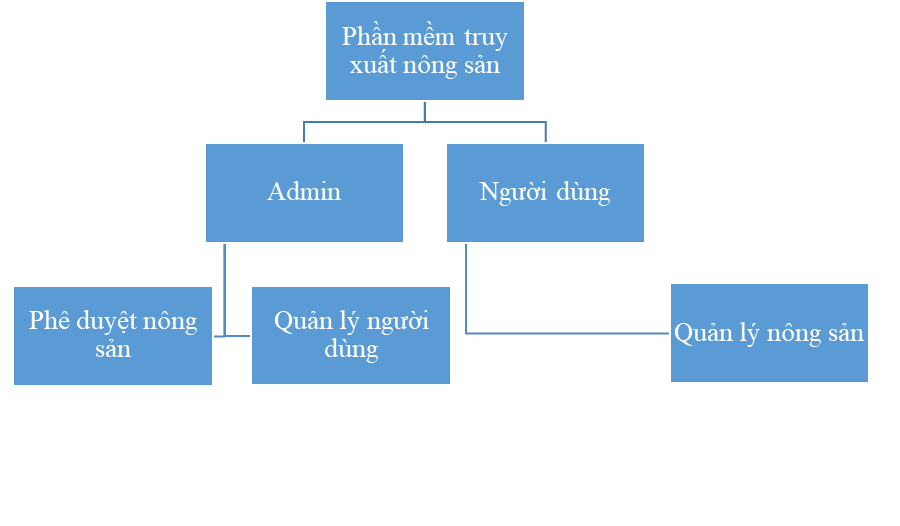 Phần mềm truy
xuất nông sản
Admin
Người dùng
Phê duyệt nông
sản
Quản lý người
dùng
Quản lý nông sản